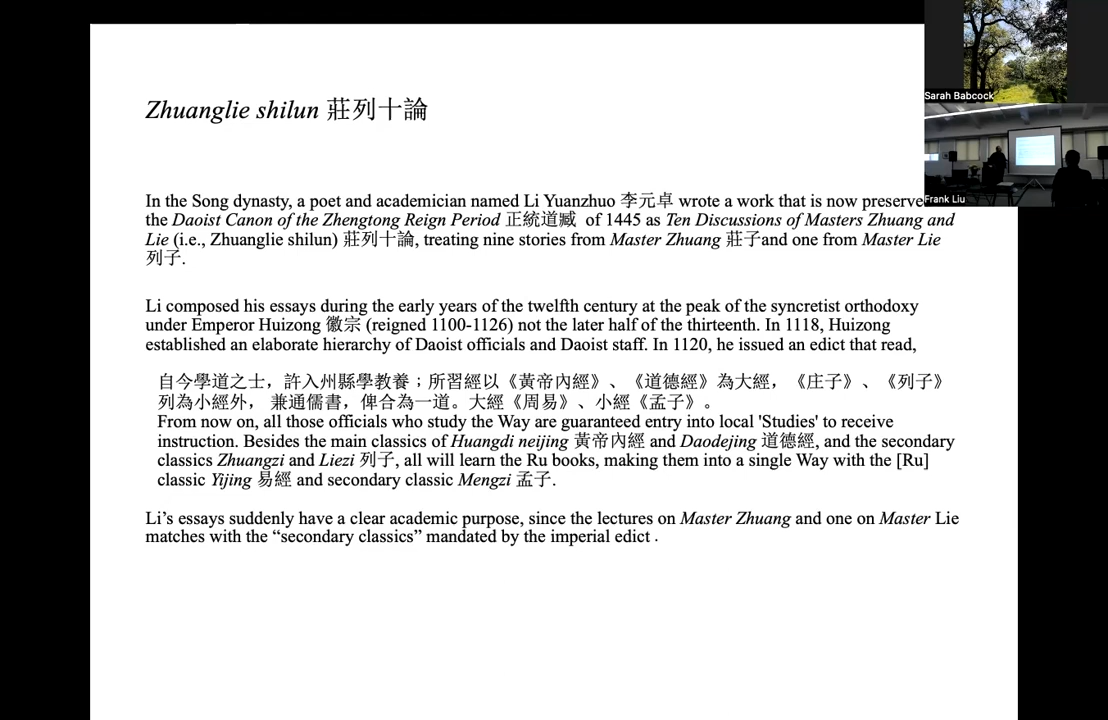 Zhuanglie shilun 莊列十論
In the Song dynasty, a poet and academician named Li Yuanzhuo 李元卓 wrote a work that is now preserve
the Daoist Canon of the Zhengtong Reign Period 正統道臧 of 1445 as Ten Discussions of Masters Zhuang and
Lie (i.e., Zhuanglie shilun) 莊列十論, treating nine stories from Master Zhuang 莊子and one from Master Lie
列子.
Li composed his essays during the early years of the twelfth century at the peak of the syncretist orthodoxy
under Emperor Huizong 徽宗 (reigned 1100-1126) not the later half of the thirteenth. In 1118, Huizong
established an elaborate hierarchy of Daoist officials and Daoist staff. In 1120, he issued an edict that read,
自今學道之士，許入州縣學教養；所習經以《黃帝內經》、《道德經》為大經，《庄子》、《列子》
列為小經外， 兼通儒書，俾合為一道。大經《周易》、小經《孟子》。
From now on, all those officials who study the Way are guaranteed entry into local 'Studies' to receive
instruction. Besides the main classics of Huangdi neijing 黃帝內經 and Daodejing 道德經, and the secondary
classics Zhuangzi and Liezi 列子, all will learn the Ru books, making them into a single Way with the [Ru]
classic Yijing 易經 and secondary classic Mengzi 孟子.
Li’s essays suddenly have a clear academic purpose, since the lectures on Master Zhuang and one on Master Lie
matches with the “secondary classics” mandated by the imperial edict .
Sarah Babcock
Frank Liu